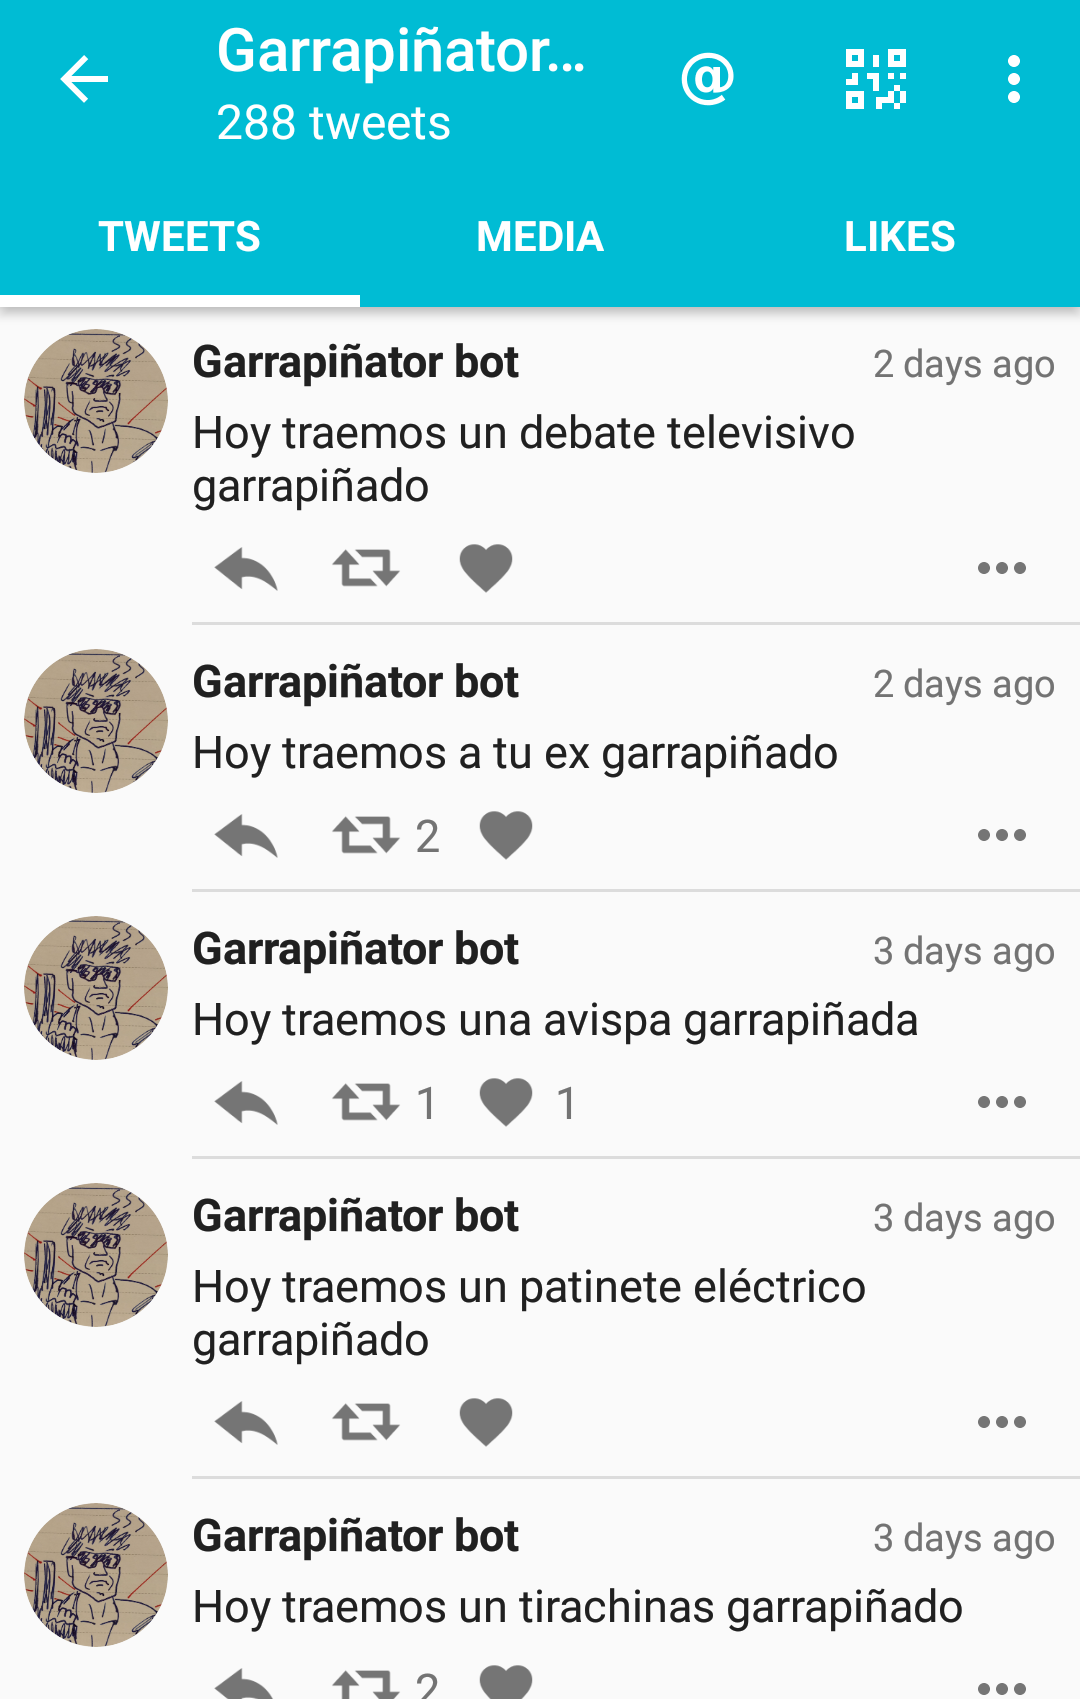 Garrapiñator...
288 tweets
@
TWEETS
MEDIA
LIKES
Garrapiñator bot
2 days ago
Hoy traemos un debate televisivo
garrapiñado
Garrapiñator bot
2 days ago
Hoy traemos a tu ex garrapiñado
2
Garrapiñator bot
3 days ago
Hoy traemos una avispa garrapiñada
1
1
Garrapiñator bot
3 days ago
Hoy traemos un patinete eléctrico
garrapiñado
Garrapiñator bot
3 days ago
Hoy traemos un tirachinas garrapiñado
2